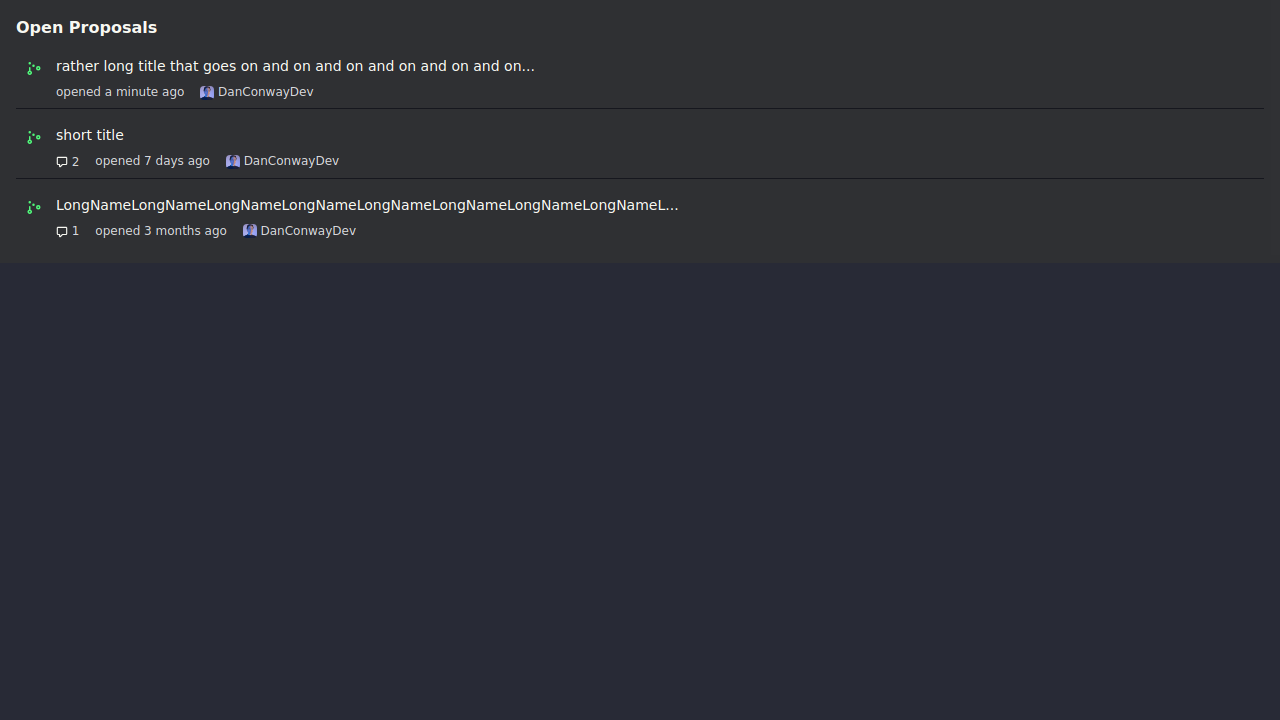 Open Proposals
rather long title that goes on and on and on and on and on and on...
opened a minute ago DanConwayDev
short title
2 opened 7 days ago DanConwayDev
LongNameLongNameLongNameLongNameLongNameLongNameLongNameLongNameL...
1 opened 3 months ago DanConwayDev